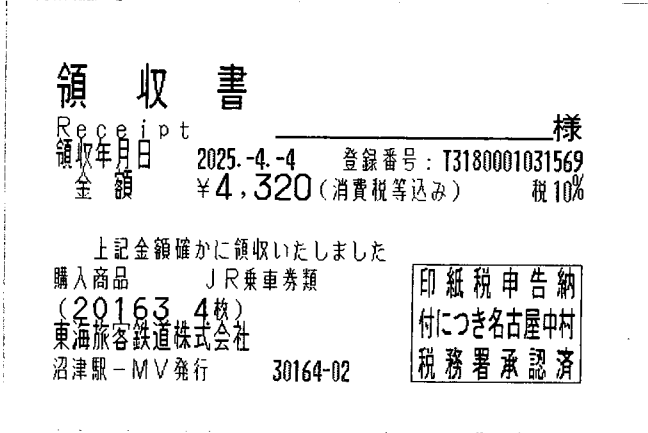 領収書
Receipt 様
領収年月日 2025.-4.-4 登録番号:T3180001031569
金額 ¥4,320(消費税等込み) 税10%
上記金額確かに領収いたしました
購入商品 JR乗車券類
(20163 4枚)
東海旅客鉄道株式会社
沼津駅-MV発行 30164-02
印紙税申告納
付につき名古屋中村
税務署承認済